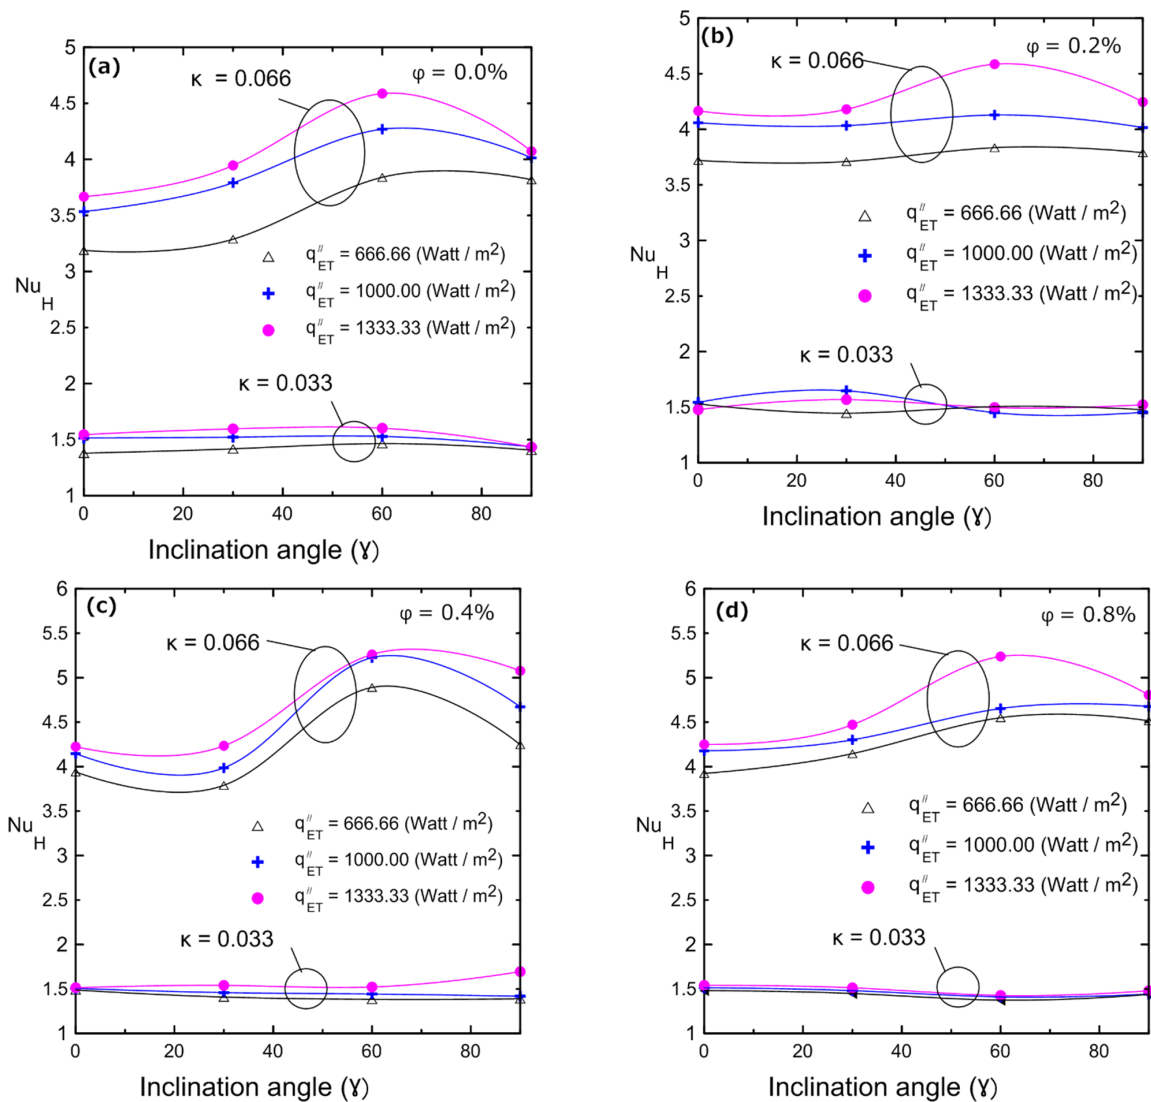 (a)
κ = 0.066
φ = 0.0%
5
4.5
4
3.5
3
2.5
2
1.5
1
Nu
H
q″ET = 666.66 (Watt / m²)
q″ET = 1000.00 (Watt / m²)
q″ET = 1333.33 (Watt / m²)
κ = 0.033
0 20 40 60 80
Inclination angle (ɣ)
(b)
φ = 0.2%
κ = 0.066
5
4.5
4
3.5
3
2.5
2
1.5
1
Nu
H
q″ET = 666.66 (Watt / m²)
q″ET = 1000.00 (Watt / m²)
q″ET = 1333.33 (Watt / m²)
κ = 0.033
0 20 40 60 80
Inclination angle (ɣ)
(c)
φ = 0.4%
κ = 0.066
6
5.5
5
4.5
4
3.5
3
2.5
2
1.5
1
Nu
H
q″ET = 666.66 (Watt / m²)
q″ET = 1000.00 (Watt / m²)
q″ET = 1333.33 (Watt / m²)
κ = 0.033
0 20 40 60 80
Inclination angle (ɣ)
(d)
φ = 0.8%
κ = 0.066
6
5.5
5
4.5
4
3.5
3
2.5
2
1.5
1
Nu
H
q″ET = 666.66 (Watt / m²)
q″ET = 1000.00 (Watt / m²)
q″ET = 1333.33 (Watt / m²)
κ = 0.033
0 20 40 60 80
Inclination angle (ɣ)